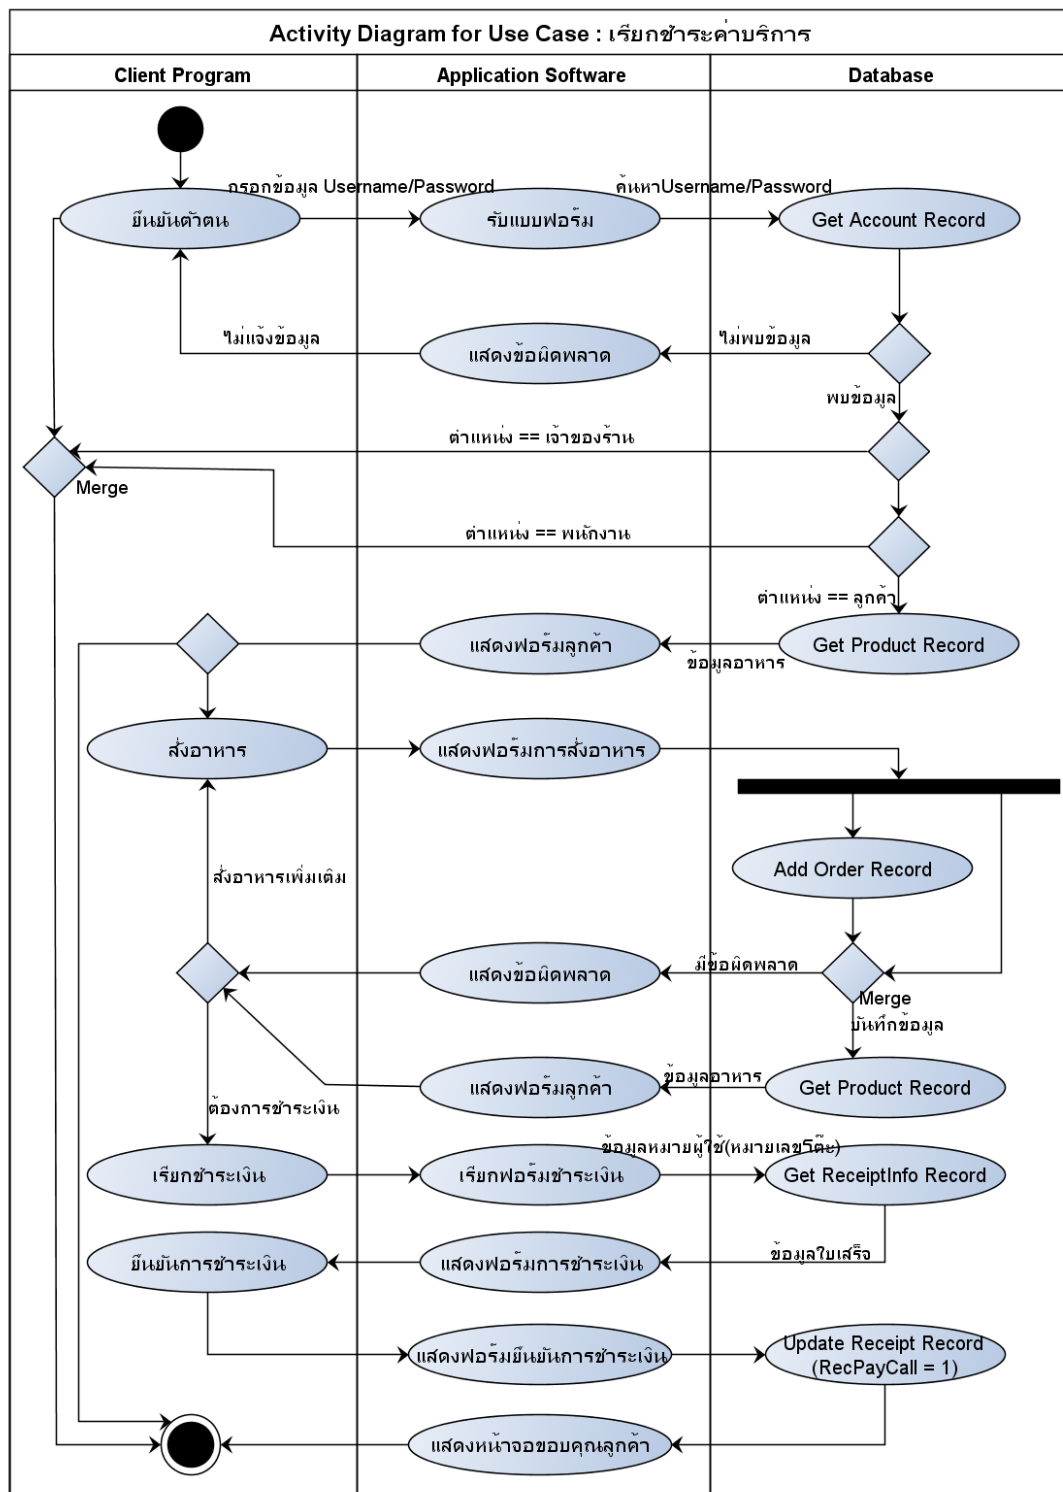 Activity Diagram for Use Case : เรียกชำระค่าบริการ
Client Program
Application Software
Database
กรอกข้อมูล Username/Password
ค้นหาUsername/Password
ยืนยันตัวตน
รับแบบฟอร์ม
Get Account Record
ไม่แจ้งข้อมูล
ไม่พบข้อมูล
แสดงข้อผิดพลาด
พบข้อมูล
ตำแหน่ง == เจ้าของร้าน
Merge
ตำแหน่ง == พนักงาน
ตำแหน่ง == ลูกค้า
แสดงฟอร์มลูกค้า
Get Product Record
ข้อมูลอาหาร
สั่งอาหาร
แสดงฟอร์มการสั่งอาหาร
Add Order Record
สั่งอาหารเพิ่มเติม
แสดงข้อผิดพลาด
มีข้อผิดพลาด
Merge
บันทึกข้อมูล
ข้อมูลอาหาร
แสดงฟอร์มลูกค้า
Get Product Record
ต้องการชำระเงิน
ข้อมูลหมายผู้ใช้(หมายเลขโต๊ะ)
เรียกชำระเงิน
เรียกฟอร์มชำระเงิน
Get ReceiptInfo Record
ข้อมูลใบเสร็จ
ยืนยันการชำระเงิน
แสดงฟอร์มการชำระเงิน
แสดงฟอร์มยืนยันการชำระเงิน
Update Receipt Record
(RecPayCall = 1)
แสดงหน้าจอขอบคุณลูกค้า